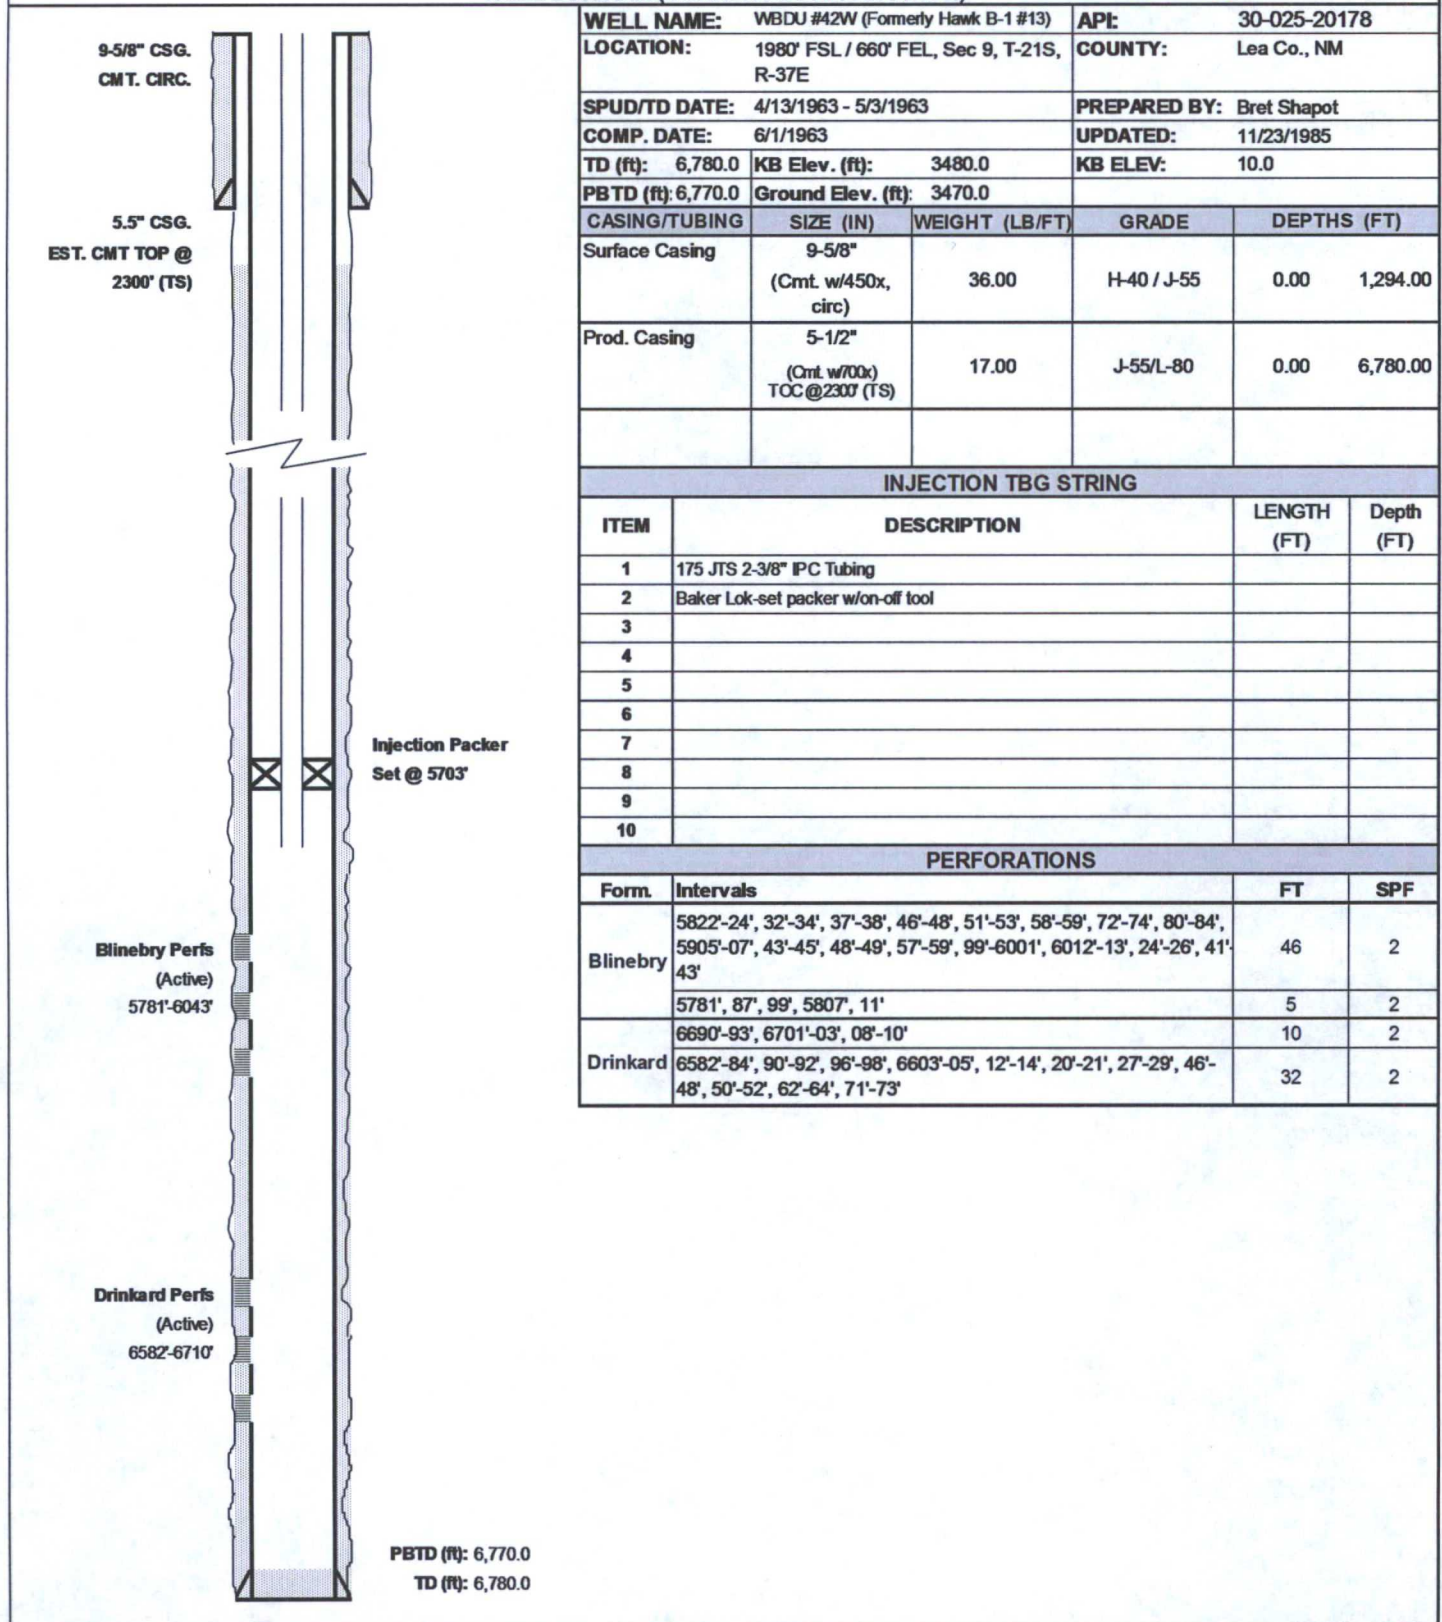 WELL NAME: WBDU #42W (Formerly Hawk B-1 #13) API: 30-025-20178
LOCATION: 1980' FSL / 660' FEL, Sec 9, T-21S, COUNTY: Lea Co., NM
R-37E
SPUD/TD DATE: 4/13/1963 - 5/3/1963 PREPARED BY: Bret Shapot
COMP. DATE: 6/1/1963 UPDATED: 11/23/1985
TD (ft): 6,780.0 KB Elev. (ft): 3480.0 KB ELEV: 10.0
PBTD (ft): 6,770.0 Ground Elev. (ft): 3470.0
CASING/TUBING SIZE (IN) WEIGHT (LB/FT) GRADE DEPTHS (FT)
Surface Casing 9-5/8"
(Cmt. w/450x, 36.00 H-40 / J-55 0.00 1,294.00
circ)
Prod. Casing 5-1/2"
(Cmt. w/700x) 17.00 J-55/L-80 0.00 6,780.00
TOC@2300' (TS)
INJECTION TBG STRING
ITEM DESCRIPTION LENGTH (FT) Depth (FT)
1 175 JTS 2-3/8" IPC Tubing
2 Baker Lok-set packer w/on-off tool
3
4
5
6
7
8
9
10
PERFORATIONS
Form. Intervals FT SPF
Blinebry 5822'-24', 32'-34', 37'-38', 46'-48', 51'-53', 58'-59', 72'-74', 80'-84',
5905'-07', 43'-45', 48'-49', 57'-59', 99'-6001', 6012'-13', 24'-26', 41'- 46 2
43'
5781', 87', 99', 5807', 11' 5 2
Drinkard 6690'-93', 6701'-03', 08'-10' 10 2
6582'-84', 90'-92', 96'-98', 6603'-05', 12'-14', 20'-21', 27'-29', 46'- 32 2
48', 50'-52', 62'-64', 71'-73'
9-5/8" CSG.
CMT. CIRC.
5.5" CSG.
EST. CMT TOP @
2300' (TS)
Injection Packer
Set @ 5703'
Blinebry Perfs
(Active)
5781'-6043'
Drinkard Perfs
(Active)
6582'-6710'
PBTD (ft): 6,770.0
TD (ft): 6,780.0